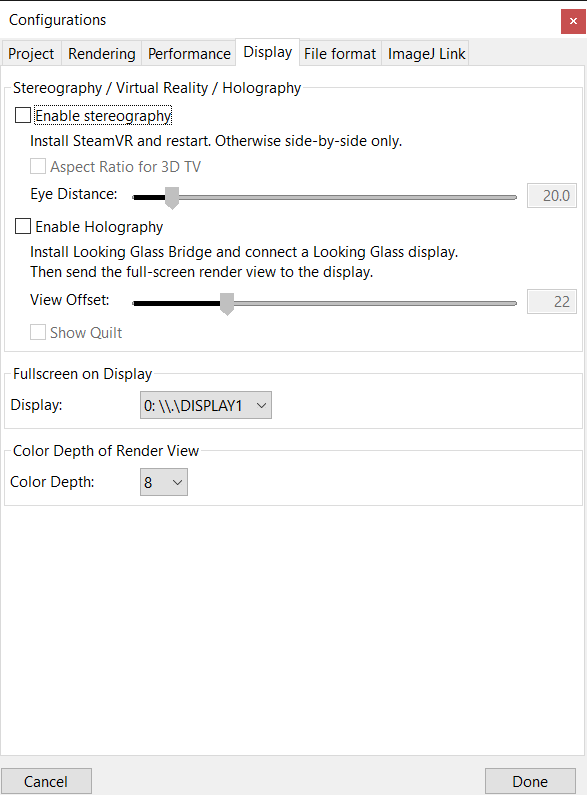 Configurations
Project Rendering Performance Display File format ImageJ Link
Stereography / Virtual Reality / Holography
Enable stereography
Install SteamVR and restart. Otherwise side-by-side only.
Aspect Ratio for 3D TV
Eye Distance: 20.0
Enable Holography
Install Looking Glass Bridge and connect a Looking Glass display.
Then send the full-screen render view to the display.
View Offset: 22
Show Quilt
Fullscreen on Display
Display: 0: \\.\DISPLAY1
Color Depth of Render View
Color Depth: 8
Cancel Done